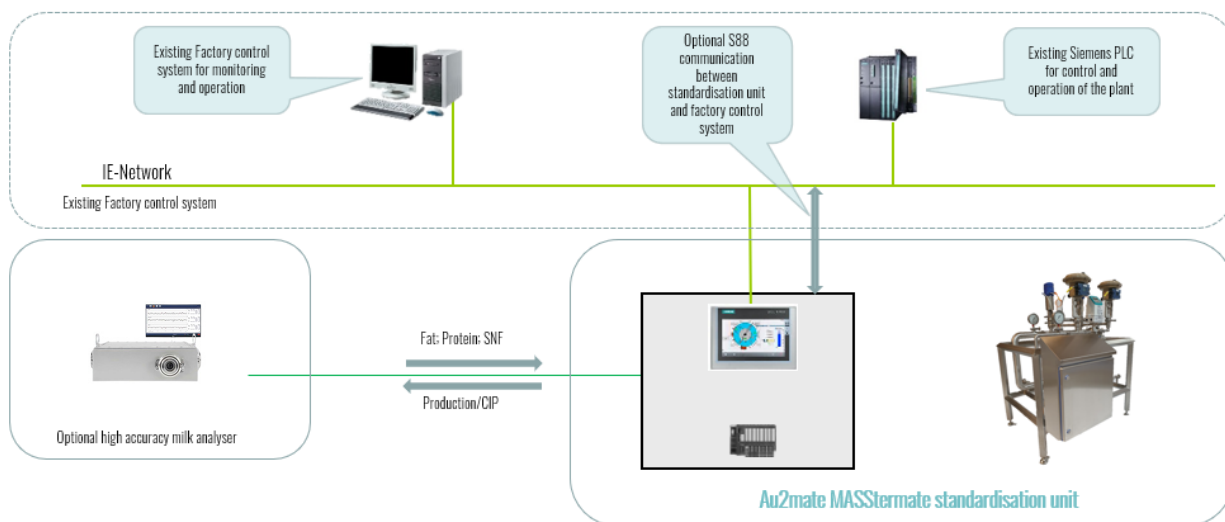 Existing Factory control
system for monitoring
and operation
Optional S88
communication
between
standardisation unit
and factory control
system
Existing Siemens PLC
for control and
operation of the plant
IE-Network
Existing Factory control system
Fat; Protein; SNF
Production/CIP
Optional high accuracy milk analyser
Au2mate MASStermate standardisation unit